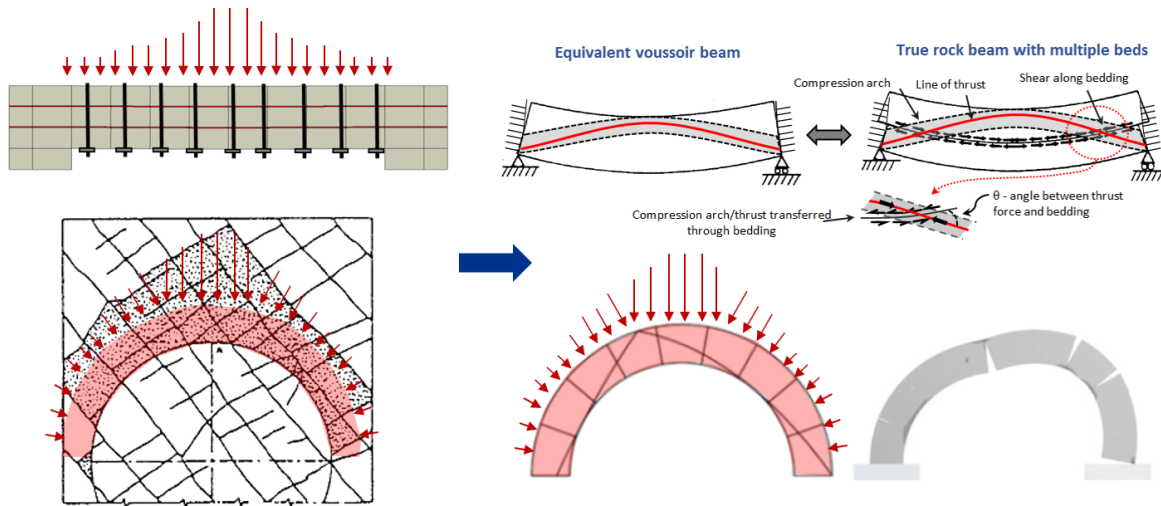 Equivalent voussoir beam
True rock beam with multiple beds
Compression arch
Line of thrust
Shear along bedding
θ - angle between thrust
force and bedding
Compression arch/thrust transferred
through bedding